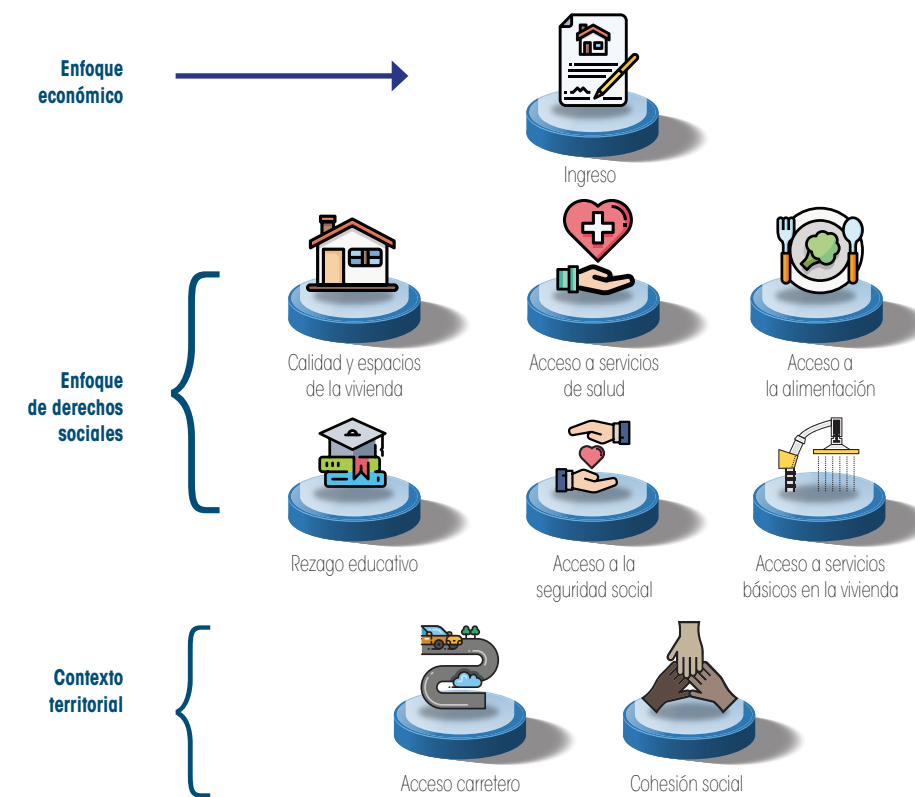 Enfoque
económico
Ingreso
Enfoque
de derechos
sociales
Calidad y espacios
de la vivienda
Acceso a servicios
de salud
Acceso a
la alimentación
Rezago educativo
Acceso a la
seguridad social
Acceso a servicios
básicos en la vivienda
Contexto
territorial
Acceso carretero
Cohesión social